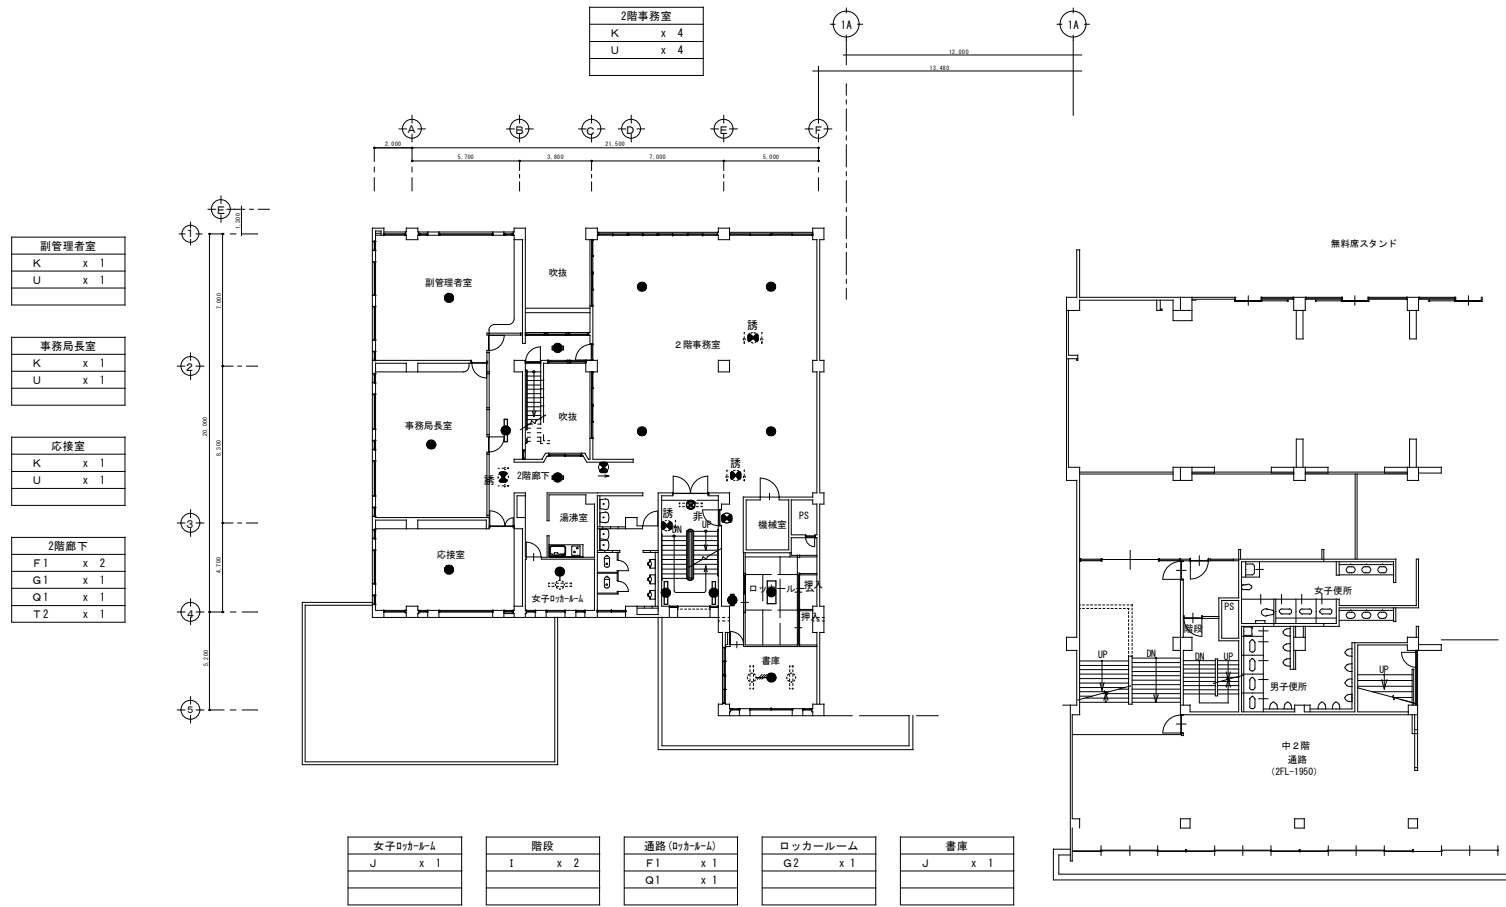 2階事務室
K x 4
U x 4
1A
1A
12,000
13,480
A
B
C
D
E
F
2,000
21,500
5,700
3,800
7,000
5,000
E
1,300
1
2
3
4
5
7,000
20,000
8,300
4,700
5,200
副管理者室
K x 1
U x 1
事務局長室
K x 1
U x 1
応接室
K x 1
U x 1
2階廊下
F1 x 2
G1 x 1
Q1 x 1
T2 x 1
副管理者室
吹抜
2階事務室
誘
事務局長室
吹抜
誘
2階廊下
誘
湯沸室
誘
非
DN
UP
機械室
PS
応接室
女子ロッカールーム
ロッカールーム
押入
押入
書庫
無料席スタンド
女子便所
PS
階段
UP
DN
DN
UP
男子便所
UP
中2階
通路
(2FL-1950)
女子ロッカールーム
J x 1
階段
I x 2
通路(ロッカールーム)
F1 x 1
Q1 x 1
ロッカールーム
G2 x 1
書庫
J x 1